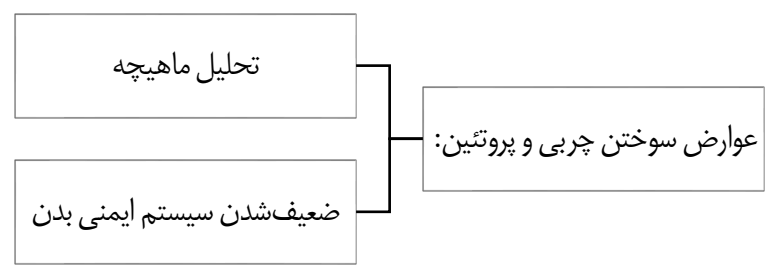 عوارض سوختن چربی و پروتئین:
تحلیل ماهیچه
ضعیف‌شدن سیستم ایمنی بدن